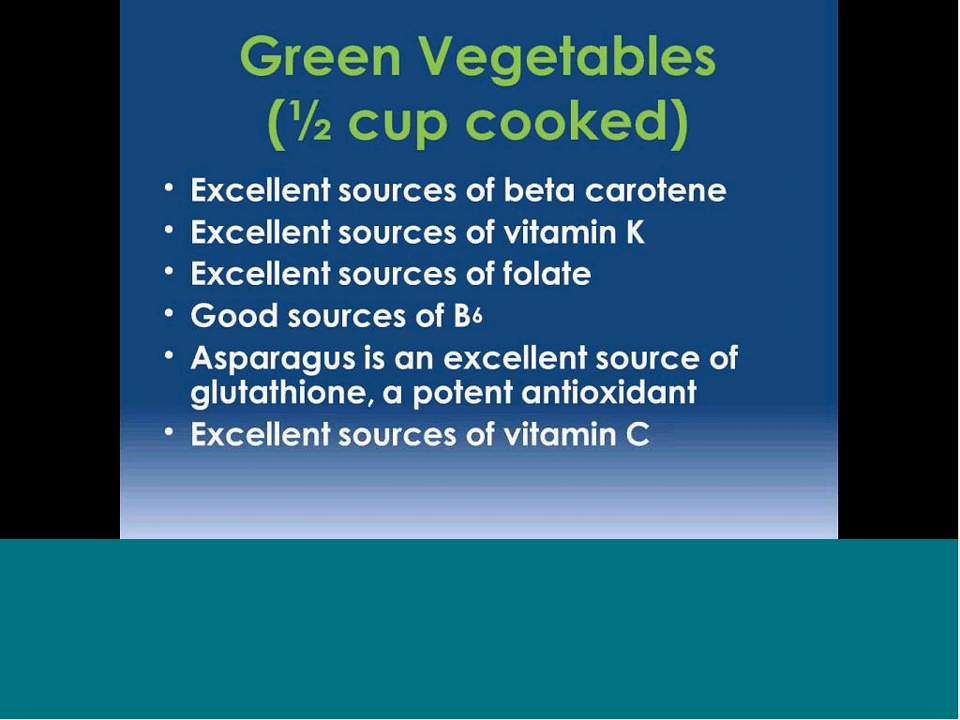 Green Vegetables
(½ cup cooked)
• Excellent sources of beta carotene
• Excellent sources of vitamin K
• Excellent sources of folate
• Good sources of B6
• Asparagus is an excellent source of
glutathione, a potent antioxidant
• Excellent sources of vitamin C